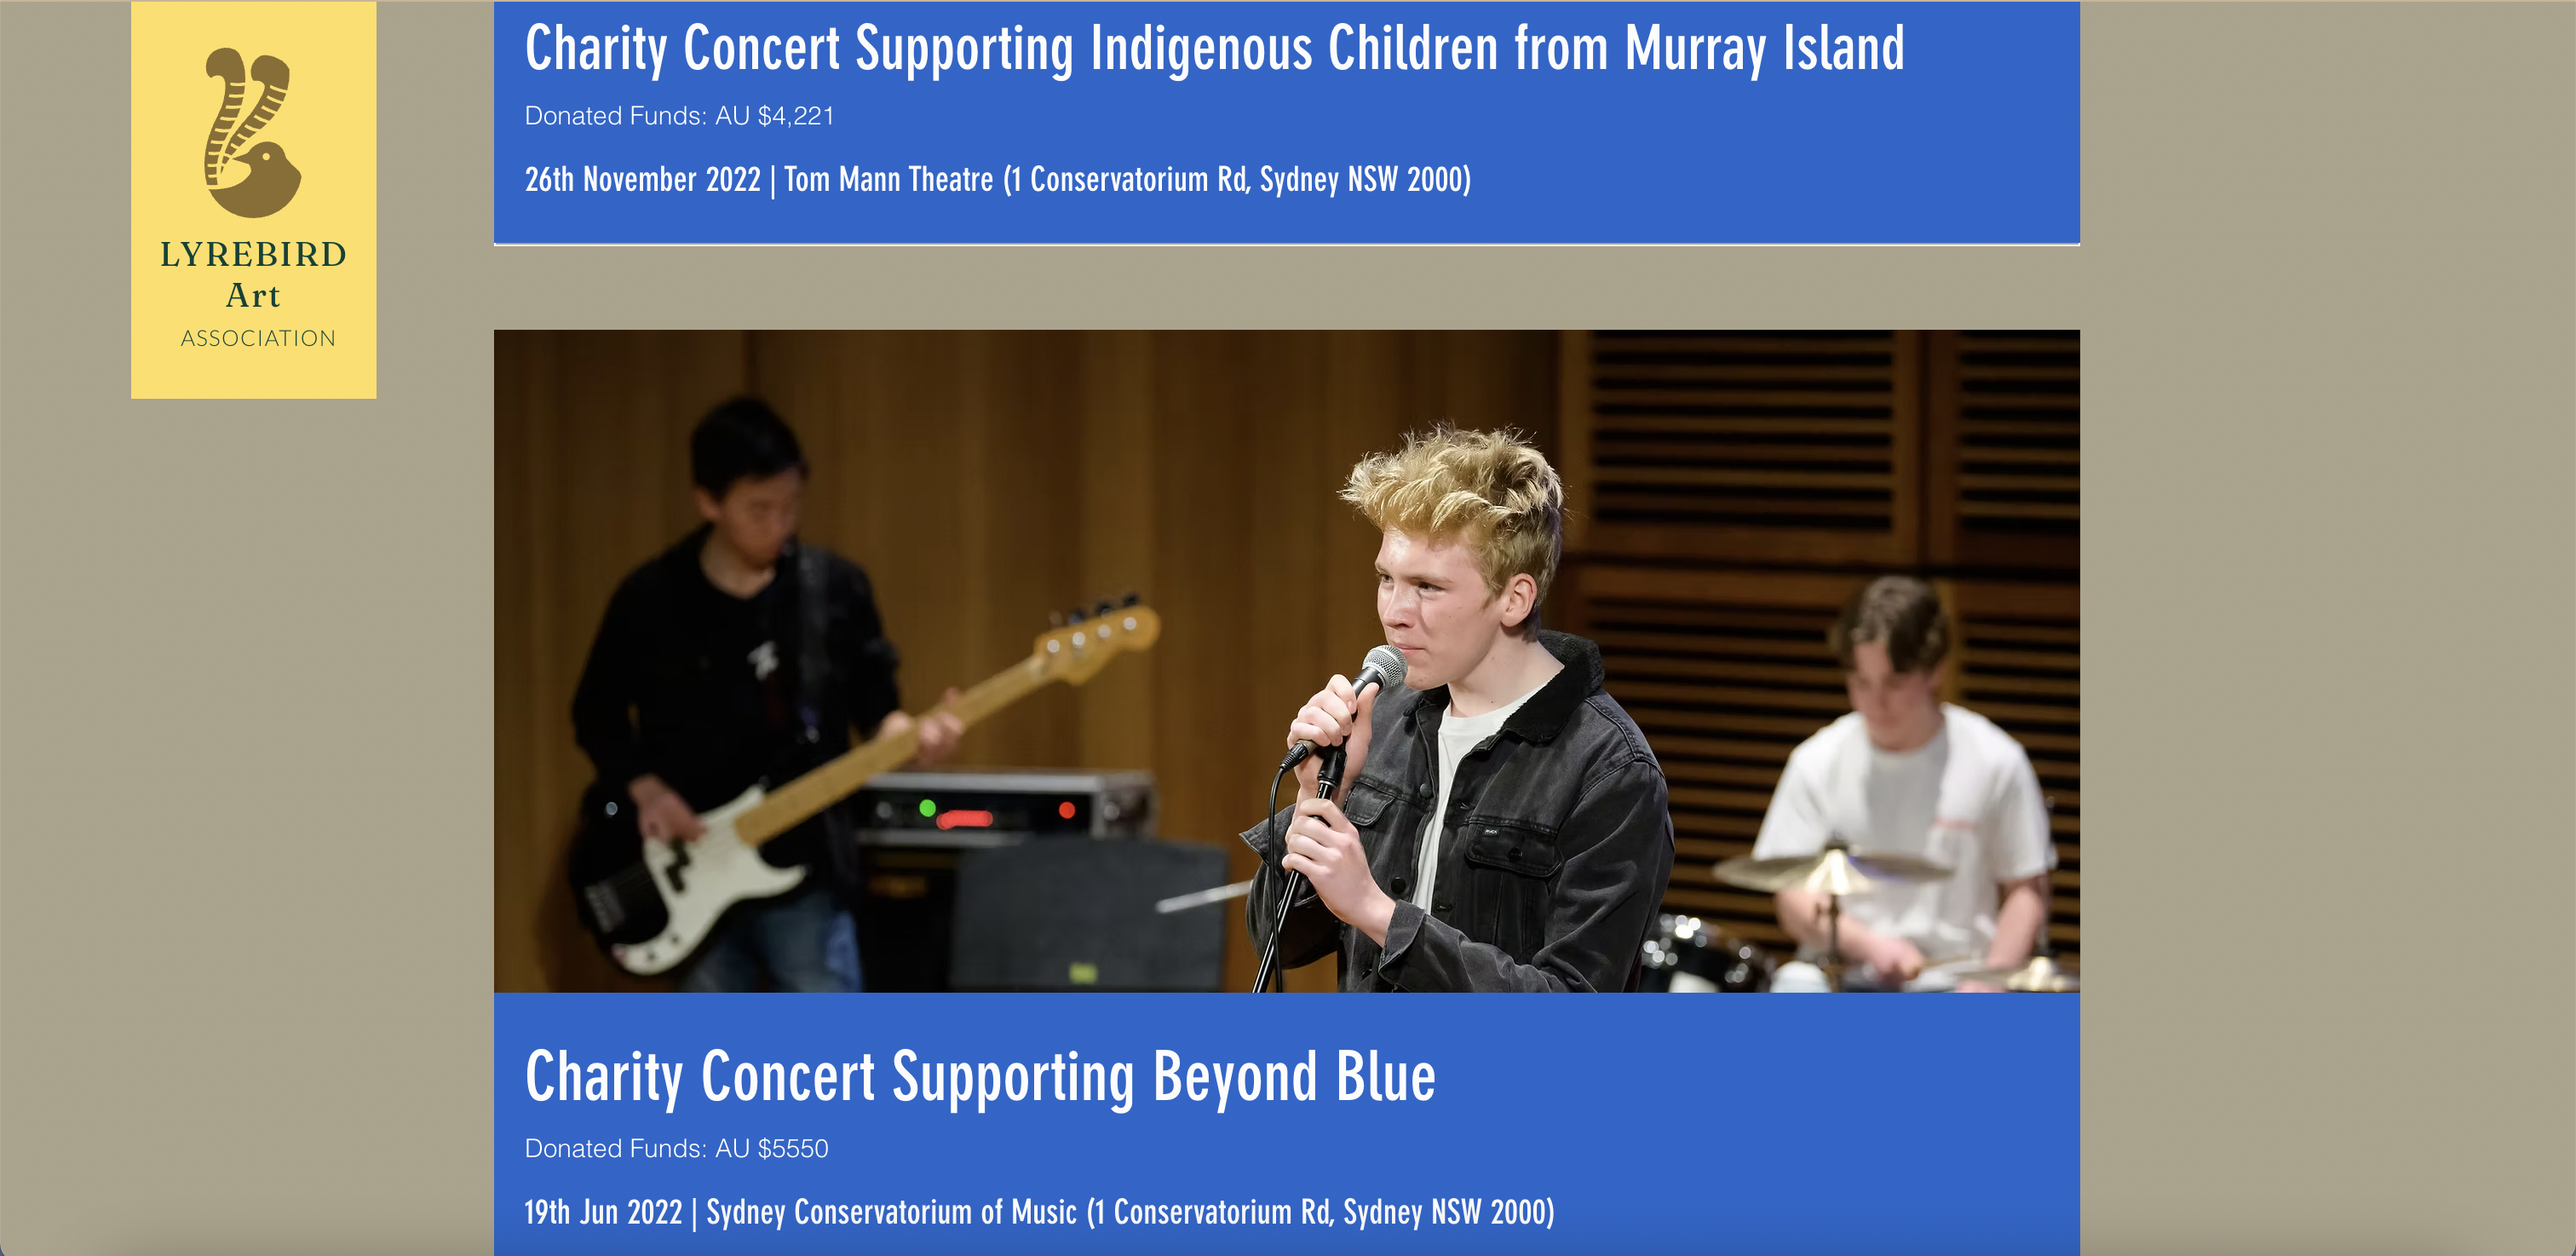 Charity Concert Supporting Indigenous Children from Murray Island
Donated Funds: AU $4,221
26th November 2022 | Tom Mann Theatre (1 Conservatorium Rd, Sydney NSW 2000)
LYREBIRD
Art
ASSOCIATION
Charity Concert Supporting Beyond Blue
Donated Funds: AU $5550
19th Jun 2022 | Sydney Conservatorium of Music (1 Conservatorium Rd, Sydney NSW 2000)